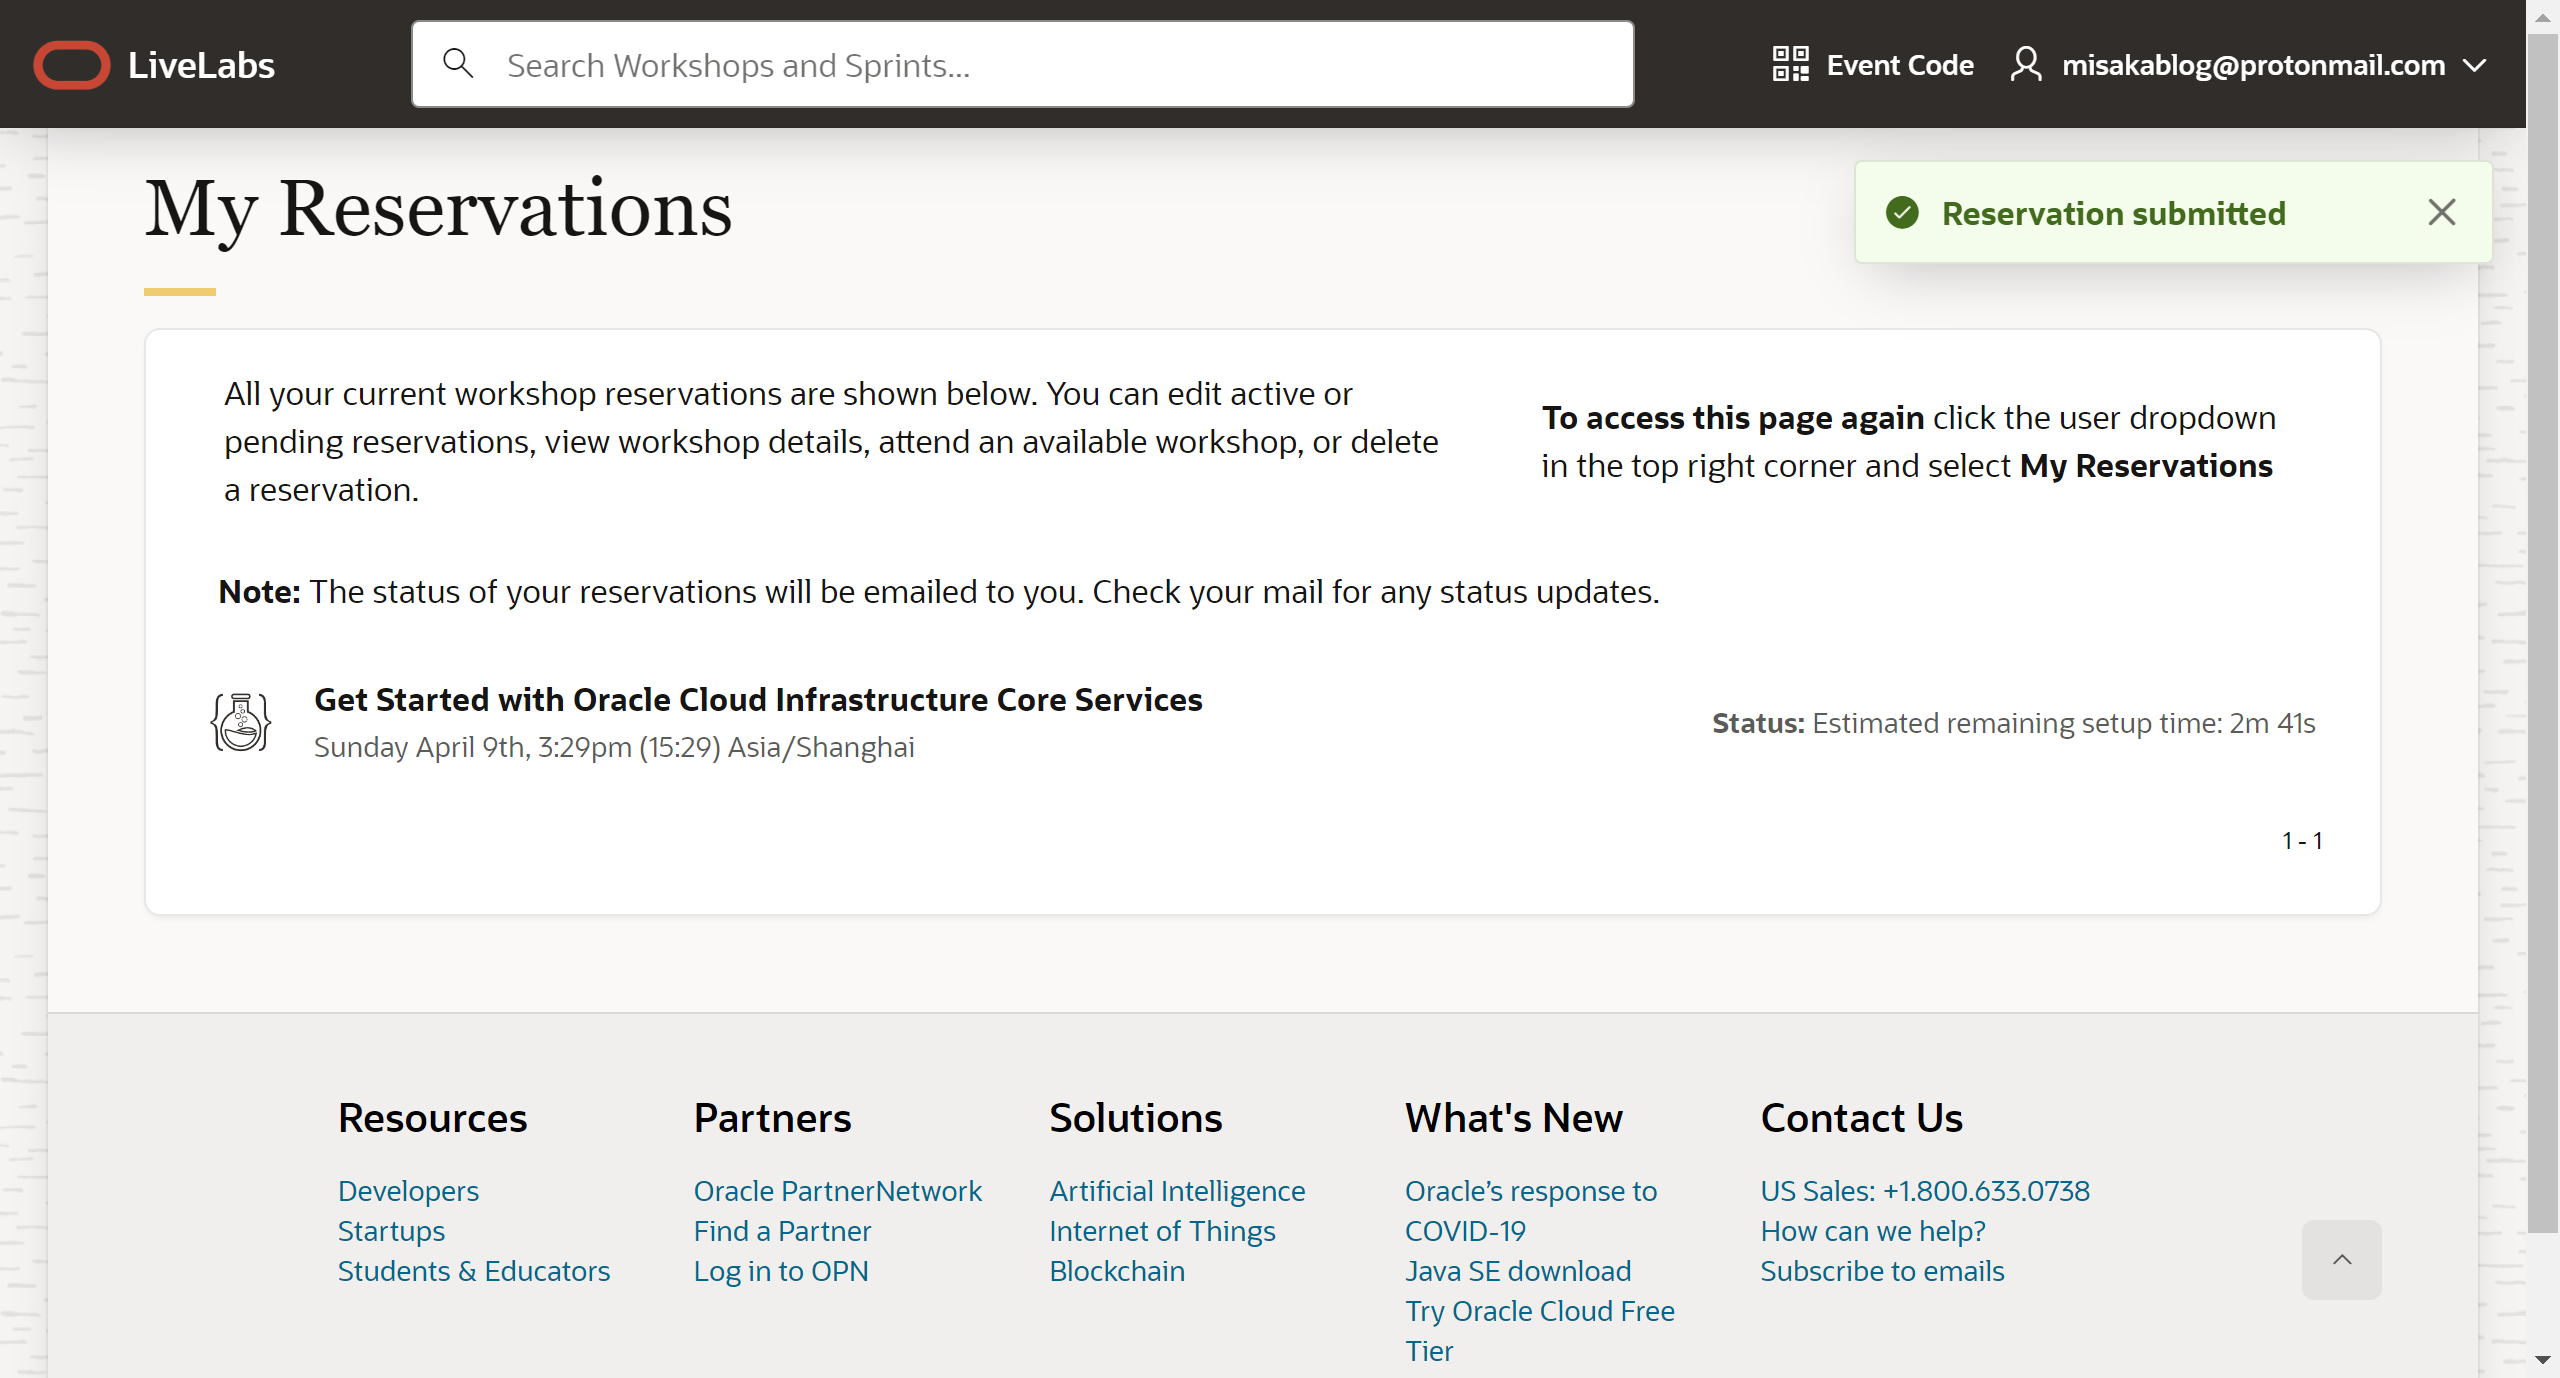 LiveLabs
Search Workshops and Sprints...
Event Code
misakablog@protonmail.com
My Reservations
Reservation submitted
All your current workshop reservations are shown below. You can edit active or
pending reservations, view workshop details, attend an available workshop, or delete
a reservation.
To access this page again click the user dropdown
in the top right corner and select My Reservations
Note: The status of your reservations will be emailed to you. Check your mail for any status updates.
Get Started with Oracle Cloud Infrastructure Core Services
Sunday April 9th, 3:29pm (15:29) Asia/Shanghai
Status: Estimated remaining setup time: 2m 41s
1 - 1
Resources
Developers
Startups
Students & Educators
Partners
Oracle PartnerNetwork
Find a Partner
Log in to OPN
Solutions
Artificial Intelligence
Internet of Things
Blockchain
What's New
Oracle’s response to
COVID-19
Java SE download
Try Oracle Cloud Free
Tier
Contact Us
US Sales: +1.800.633.0738
How can we help?
Subscribe to emails